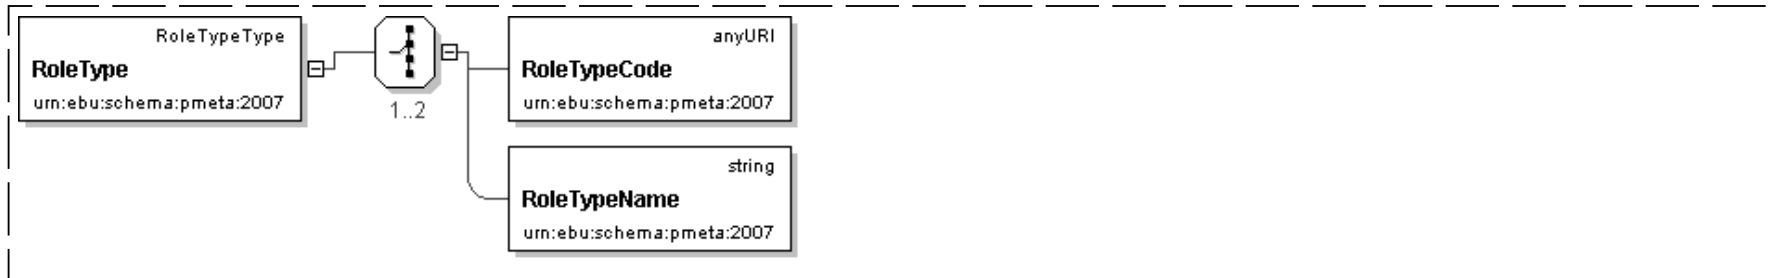 RoleTypeType
RoleType
urn:ebu:schema:pmeta:2007
1..2
anyURI
RoleTypeCode
urn:ebu:schema:pmeta:2007
string
RoleTypeName
urn:ebu:schema:pmeta:2007